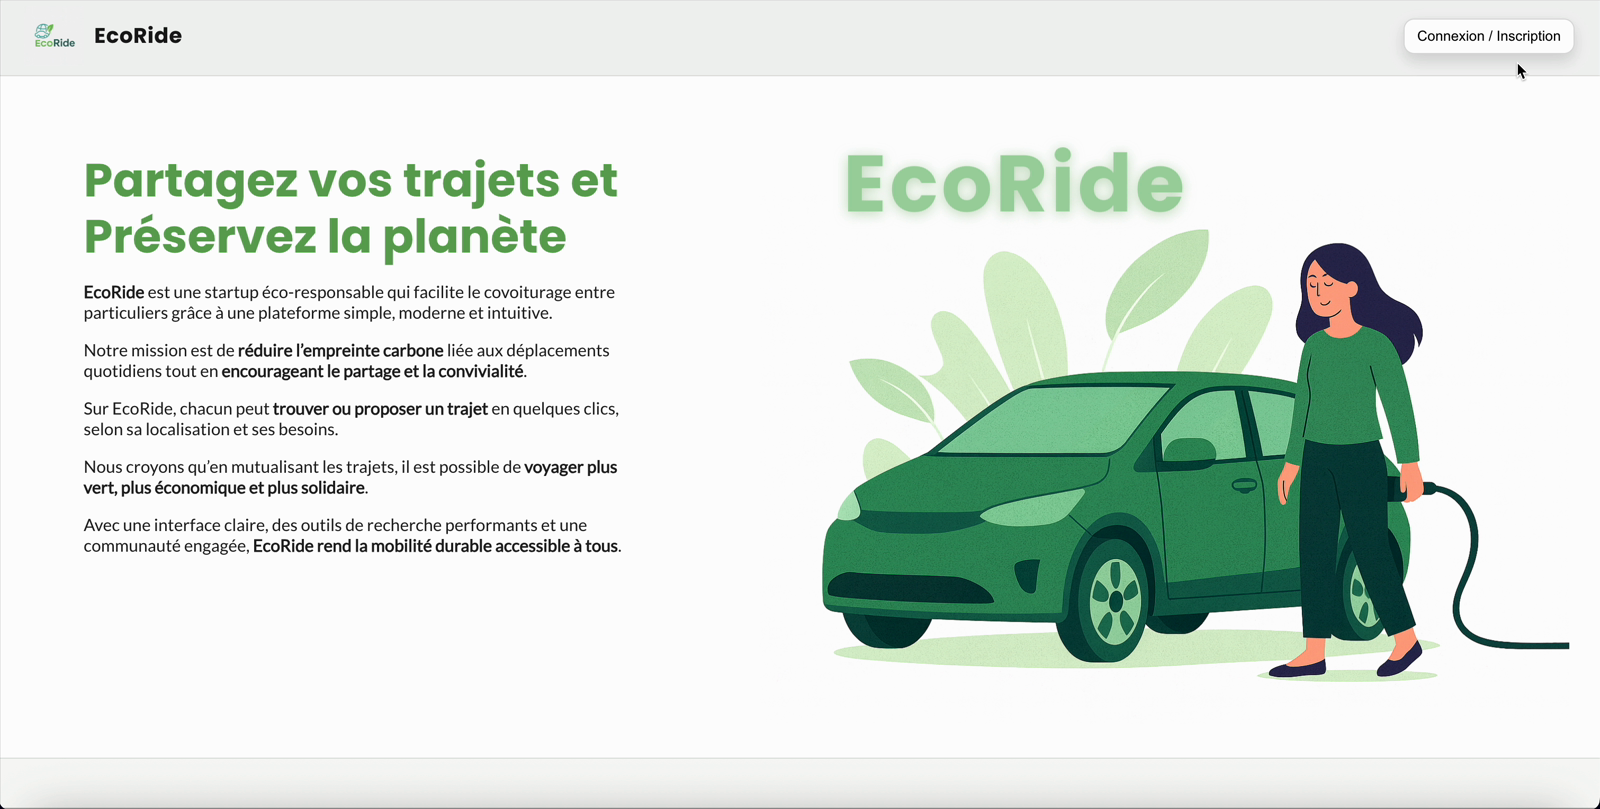 EcoRide
EcoRide
Connexion / Inscription
Partagez vos trajets et
Préservez la planète
EcoRide est une startup éco-responsable qui facilite le covoiturage entre
particuliers grâce à une plateforme simple, moderne et intuitive.
Notre mission est de réduire l’empreinte carbone liée aux déplacements
quotidiens tout en encourageant le partage et la convivialité.
Sur EcoRide, chacun peut trouver ou proposer un trajet en quelques clics,
selon sa localisation et ses besoins.
Nous croyons qu’en mutualisant les trajets, il est possible de voyager plus
vert, plus économique et plus solidaire.
Avec une interface claire, des outils de recherche performants et une
communauté engagée, EcoRide rend la mobilité durable accessible à tous.
EcoRide